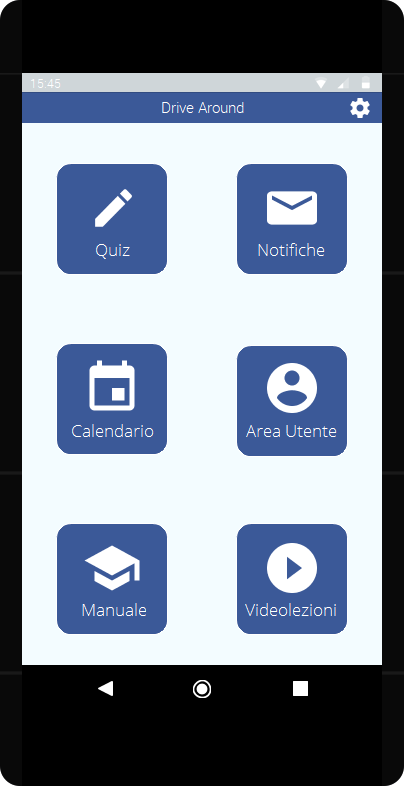 15:45
Drive Around
Quiz
Notifiche
Calendario
Area Utente
Manuale
Videolezioni